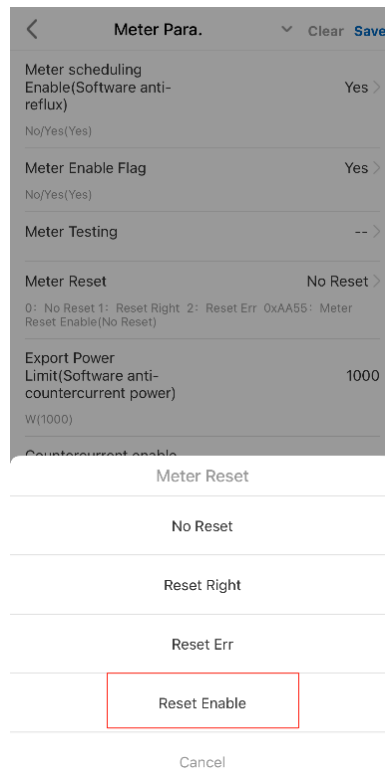 Meter Para.
Clear Save
Meter scheduling
Enable(Software anti-
reflux)
Yes
No/Yes(Yes)
Meter Enable Flag
Yes
No/Yes(Yes)
Meter Testing
--
Meter Reset
No Reset
0: No Reset 1: Reset Right 2: Reset Err 0xAA55: Meter
Reset Enable(No Reset)
Export Power
Limit(Software anti-
countercurrent power)
1000
W(1000)
Countercurrent enable
Meter Reset
No Reset
Reset Right
Reset Err
Reset Enable
Cancel